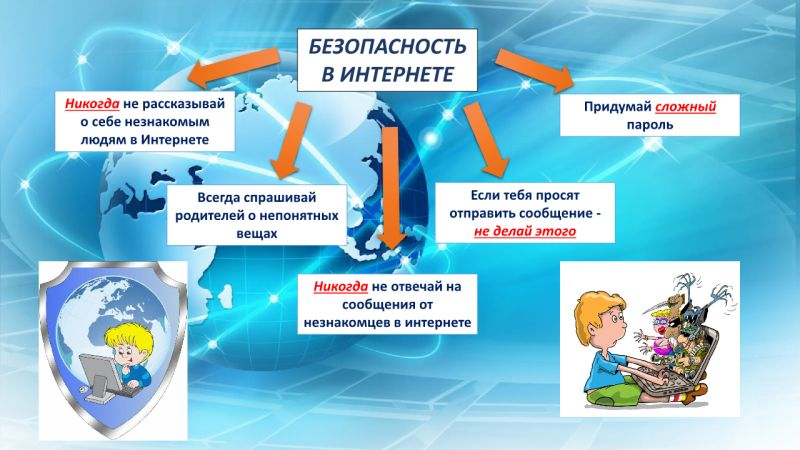 БЕЗОПАСНОСТЬ
В ИНТЕРНЕТЕ
Никогда не рассказывай
о себе незнакомым
людям в Интернете
Придумай сложный
пароль
Всегда спрашивай
родителей о непонятных
вещах
Если тебя просят
отправить сообщение -
не делай этого
Никогда не отвечай на
сообщения от
незнакомцев в интернете